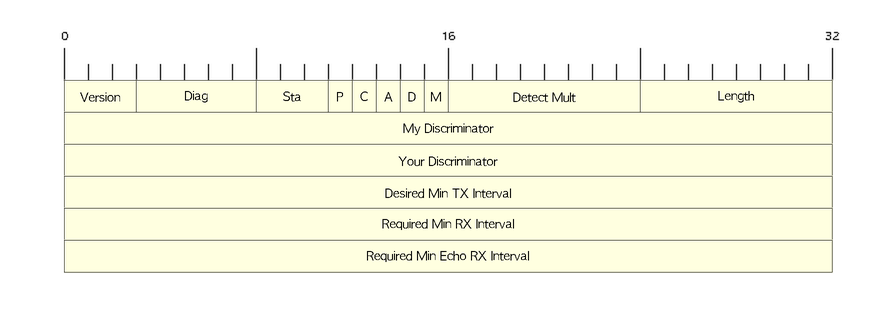 0 16 32
Version Diag Sta P C A D M Detect Mult Length
My Discriminator
Your Discriminator
Desired Min TX Interval
Required Min RX Interval
Required Min Echo RX Interval